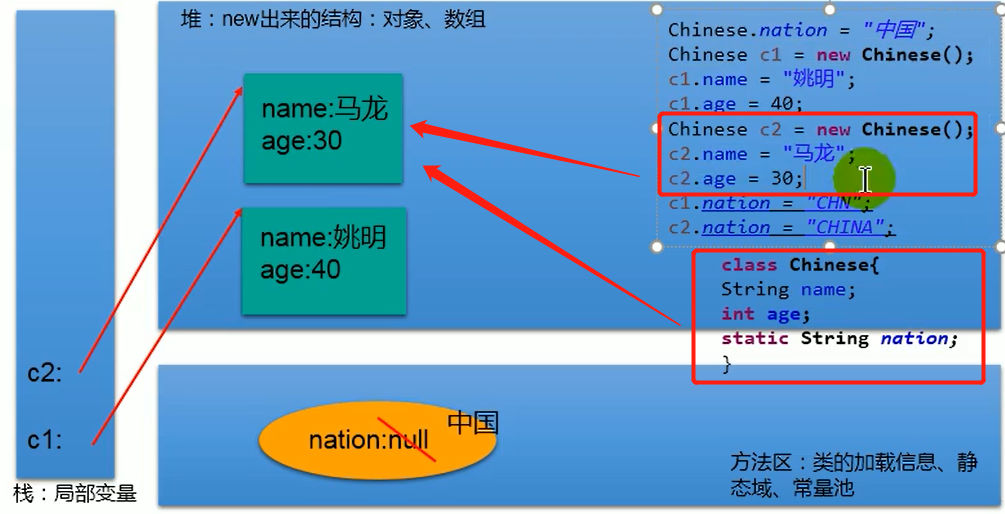 堆：new出来的结构：对象、数组
name:马龙
age:30
name:姚明
age:40
Chinese.nation = "中国";
Chinese c1 = new Chinese();
c1.name = "姚明";
c1.age = 40;
Chinese c2 = new Chinese();
c2.name = "马龙";
c2.age = 30;
c1.nation = "CHN";
c2.nation = "CHINA";
class Chinese{
String name;
int age;
static String nation;
}
c2:
c1:
栈：局部变量
nation:null
中国
方法区：类的加载信息、静
态域、常量池